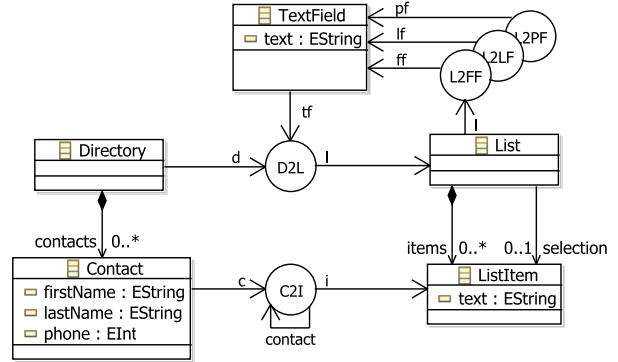 TextField
text : EString
pf
lf
ff
L2PF
L2LF
L2FF
tf
l
Directory
d
D2L
l
List
contacts 0..*
items 0..*
0..1 selection
Contact
firstName : EString
lastName : EString
phone : EInt
c
C2I
i
contact
ListItem
text : EString